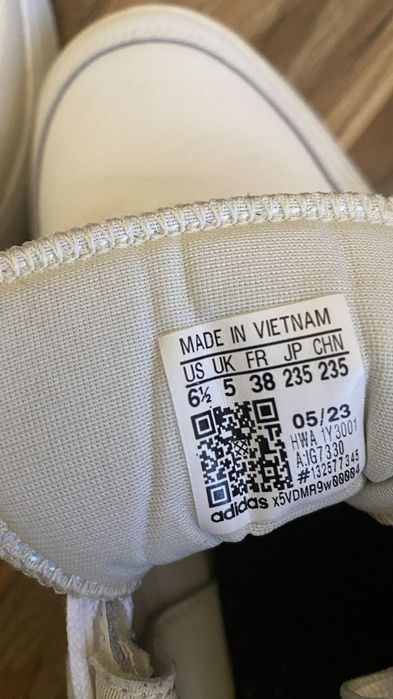 MADE IN VIETNAM
US UK FR JP CHN
6½ 5 38 235 235
05/23
HWA 1Y3001
A:IG7330
#132577345
adidas x5VDMR9w00004